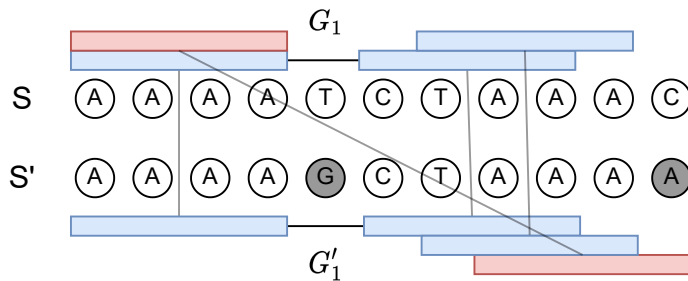 G₁
S A A A A T C T A A A C
S' A A A A G C T A A A A
G′₁